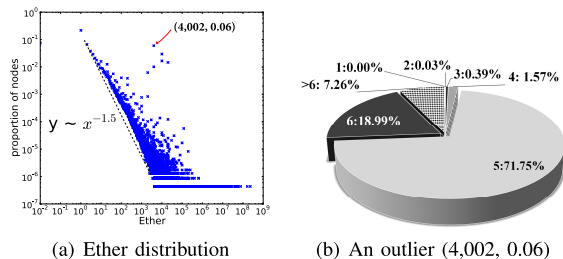 (4,002, 0.06)
10^0
10^-1
10^-2
10^-3
10^-4
10^-5
10^-6
10^-7
proportion of nodes
y ~ x^-1.5
10^-2 10^-1 10^0 10^1 10^2 10^3 10^4 10^5 10^6 10^7 10^8 10^9
Ether
(a) Ether distribution
1:0.00%
2:0.03%
3:0.39%
4: 1.57%
>6: 7.26%
6:18.99%
5:71.75%
(b) An outlier (4,002, 0.06)